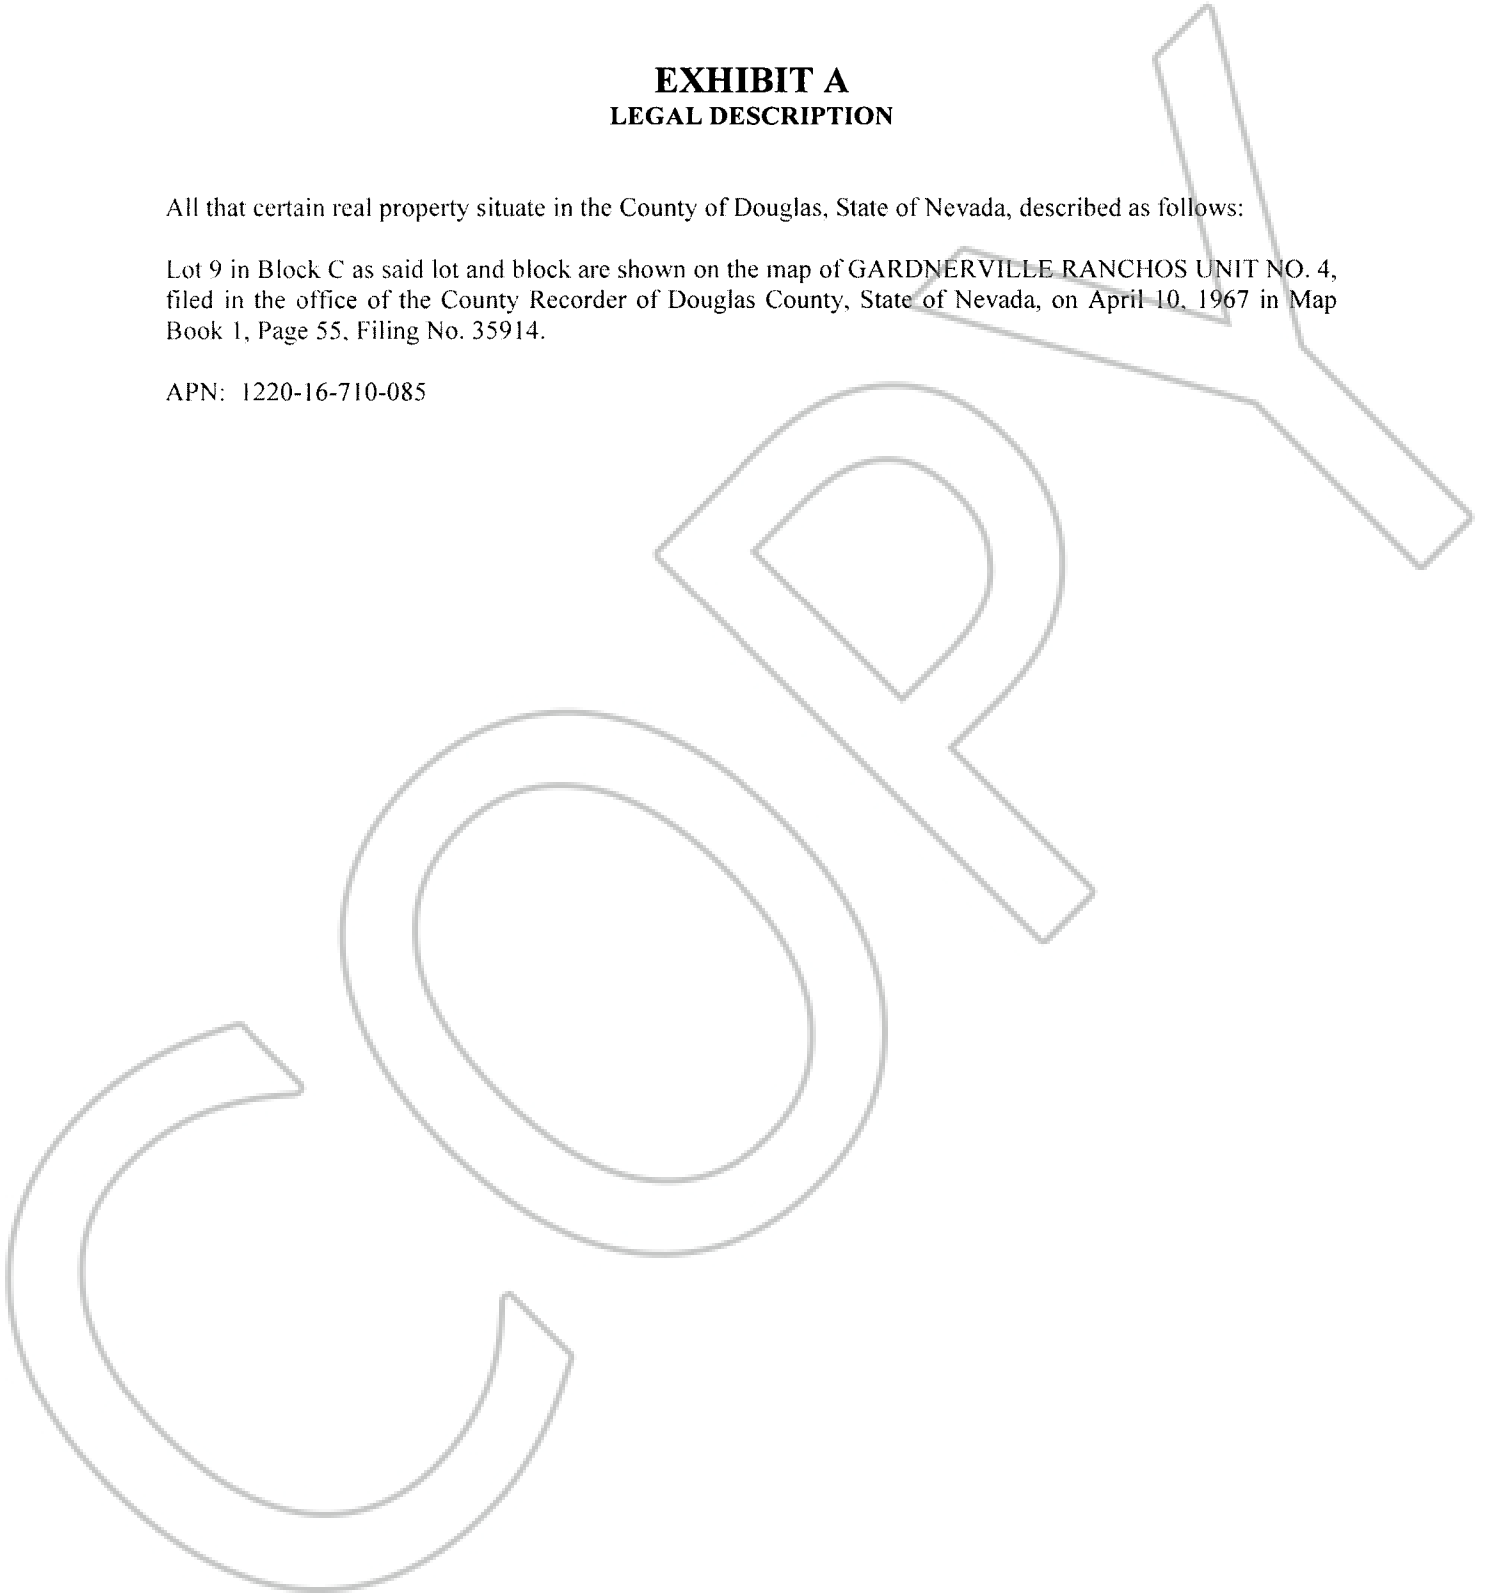 EXHIBIT A
LEGAL DESCRIPTION
All that certain real property situate in the County of Douglas, State of Nevada, described as follows:
Lot 9 in Block C as said lot and block are shown on the map of GARDNERVILLE RANCHOS UNIT NO. 4,
filed in the office of the County Recorder of Douglas County, State of Nevada, on April 10, 1967 in Map
Book 1, Page 55, Filing No. 35914.
APN: 1220-16-710-085
COPY